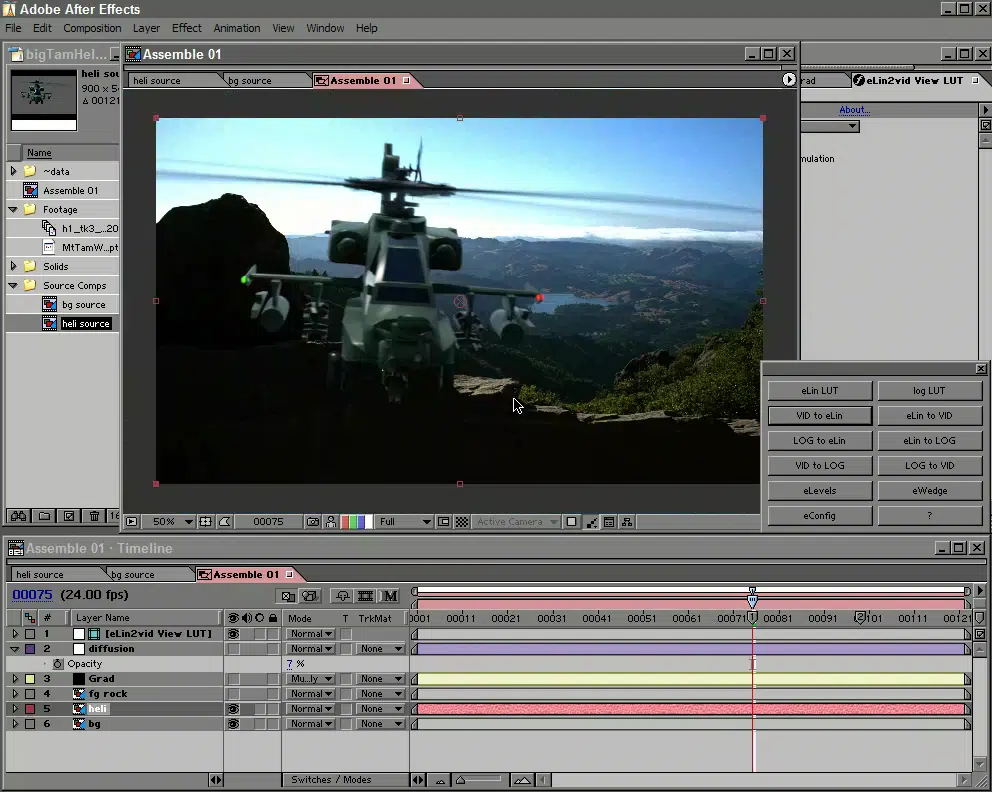 Adobe After Effects
File Edit Composition Layer Effect Animation View Window Help
bigTamHel...
Assemble 01
heli sou
900 x 5
Δ 00121
heli source bg source Assemble 01
rad eLin2vid View LUT
About...
mulation
Name
~data
Assemble 01
Footage
h1_tk3_...20
MtTamW...pt
Solids
Source Comps
bg source
heli source
eLin LUT log LUT
VID to eLin eLin to VID
LOG to eLin eLin to LOG
VID to LOG LOG to VID
eLevels eWedge
eConfig ?
16
50% 00075 Full Active Camera
Assemble 01 · Timeline
heli source bg source Assemble 01
00075 (24.00 fps)
# Layer Name Mode T TrkMat 0001 00011 00021 00031 00041 00051 00061 00071 00081 00091 00101 00111 00121
1 [eLin2vid View LUT] Normal
2 diffusion Normal None
Opacity 7 %
3 Grad Mu...ly None
4 fg rock Normal None
5 heli Normal None
6 bg Normal None
Switches / Modes